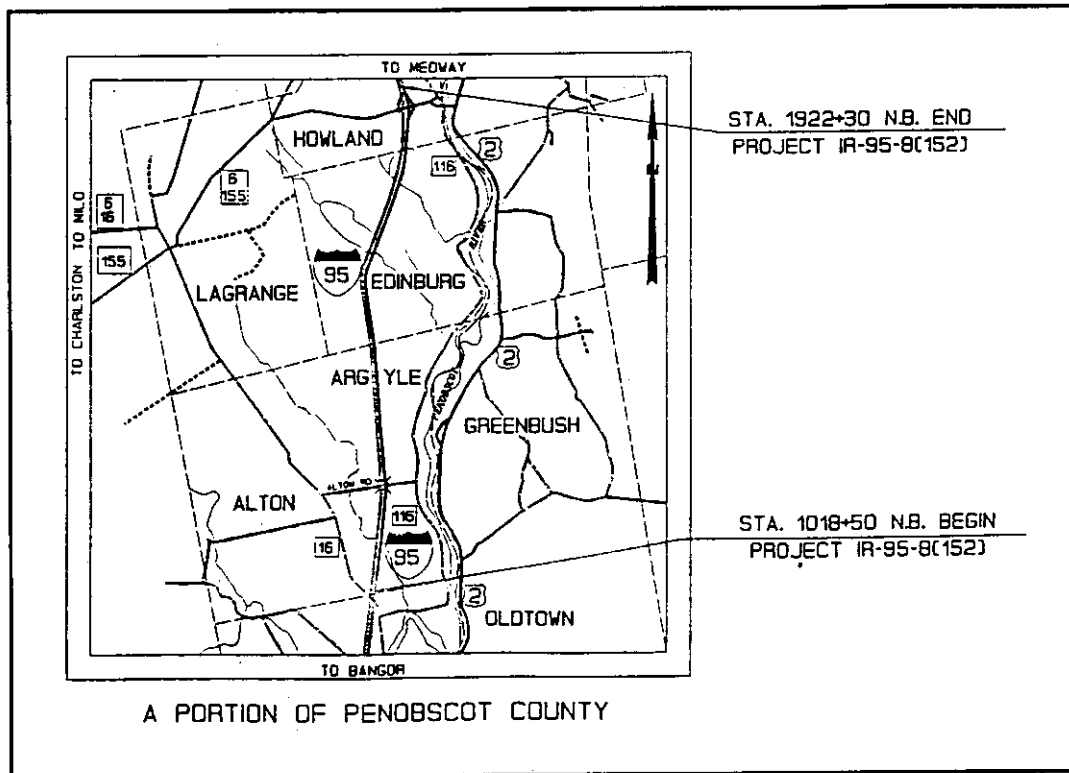 TO MEDWAY
HOWLAND
STA. 1922+30 N.B. END
PROJECT IR-95-8(152)
2
116
6
155
6
16
155
TO CHARLSTON TO MILO
95
EDINBURG
LAGRANGE
RIVER
2
ARGYLE
PENOBSCOT
GREENBUSH
ALTON RD
ALTON
116
16
95
STA. 1018+50 N.B. BEGIN
PROJECT IR-95-8(152)
2
OLDTOWN
TO BANGOR
A PORTION OF PENOBSCOT COUNTY